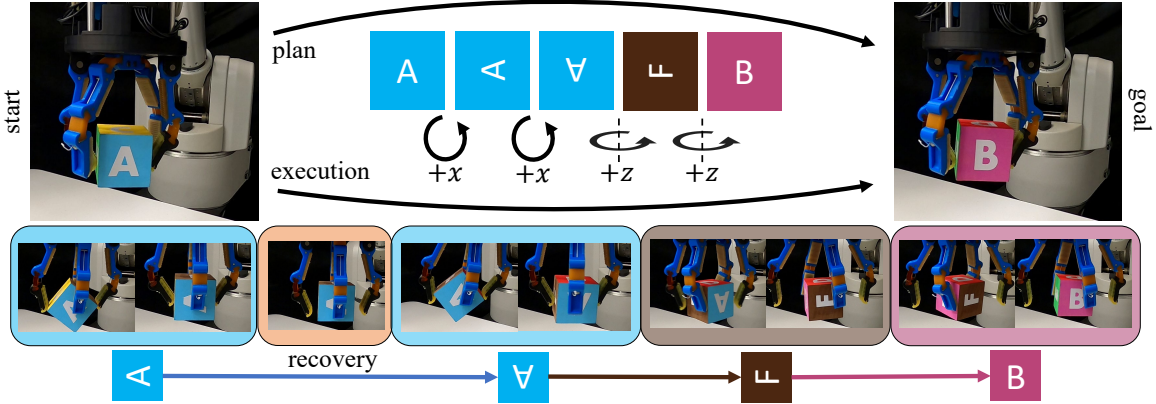 start
plan
A A A F B
goal
+x +x +z +z
execution
A
B
A A A A A A F F B
recovery
A A F B